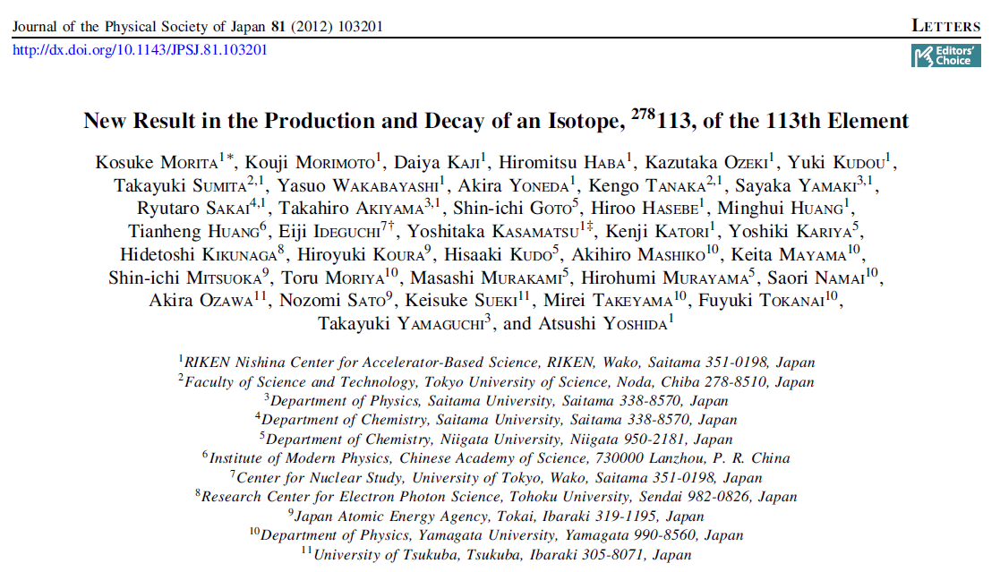 Journal of the Physical Society of Japan 81 (2012) 103201
LETTERS
http://dx.doi.org/10.1143/JPSJ.81.103201
Editors'
Choice
New Result in the Production and Decay of an Isotope, ²⁷⁸113, of the 113th Element
Kosuke MORITA¹*, Kouji MORIMOTO¹, Daiya KAJI¹, Hiromitsu HABA¹, Kazutaka OZEKI¹, Yuki KUDOU¹,
Takayuki SUMITA²,¹, Yasuo WAKABAYASHI¹, Akira YONEDA¹, Kengo TANAKA²,¹, Sayaka YAMAKI³,¹,
Ryutaro SAKAI⁴,¹, Takahiro AKIYAMA³,¹, Shin-ichi GOTO⁵, Hiroo HASEBE¹, Minghui HUANG¹,
Tianheng HUANG⁶, Eiji IDEGUCHI⁷†, Yoshitaka KASAMATSU¹‡, Kenji KATORI¹, Yoshiki KARIYA⁵,
Hidetoshi KIKUNAGA⁸, Hiroyuki KOURA⁹, Hisaaki KUDO⁵, Akihiro MASHIKO¹⁰, Keita MAYAMA¹⁰,
Shin-ichi MITSUOKA⁹, Toru MORIYA¹⁰, Masashi MURAKAMI⁵, Hirohumi MURAYAMA⁵, Saori NAMAI¹⁰,
Akira OZAWA¹¹, Nozomi SATO⁹, Keisuke SUEKI¹¹, Mirei TAKEYAMA¹⁰, Fuyuki TOKANAI¹⁰,
Takayuki YAMAGUCHI³, and Atsushi YOSHIDA¹
¹RIKEN Nishina Center for Accelerator-Based Science, RIKEN, Wako, Saitama 351-0198, Japan
²Faculty of Science and Technology, Tokyo University of Science, Noda, Chiba 278-8510, Japan
³Department of Physics, Saitama University, Saitama 338-8570, Japan
⁴Department of Chemistry, Saitama University, Saitama 338-8570, Japan
⁵Department of Chemistry, Niigata University, Niigata 950-2181, Japan
⁶Institute of Modern Physics, Chinese Academy of Science, 730000 Lanzhou, P. R. China
⁷Center for Nuclear Study, University of Tokyo, Wako, Saitama 351-0198, Japan
⁸Research Center for Electron Photon Science, Tohoku University, Sendai 982-0826, Japan
⁹Japan Atomic Energy Agency, Tokai, Ibaraki 319-1195, Japan
¹⁰Department of Physics, Yamagata University, Yamagata 990-8560, Japan
¹¹University of Tsukuba, Tsukuba, Ibaraki 305-8071, Japan